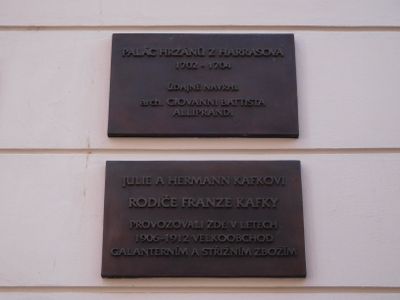 PALÁC HRZÁNŮ Z HARRASOVA
1702 - 1704
ÚDAJNĚ NAVRHL
arch. GIOVANNI BATTISTA
ALLIPRANDI
JULIE A HERMANN KAFKOVI
RODIČE FRANZE KAFKY
PROVOZOVALI ZDE V LETECH
1906-1912 VELKOOBCHOD
GALANTERNÍM A STŘIŽNÍM ZBOŽÍM